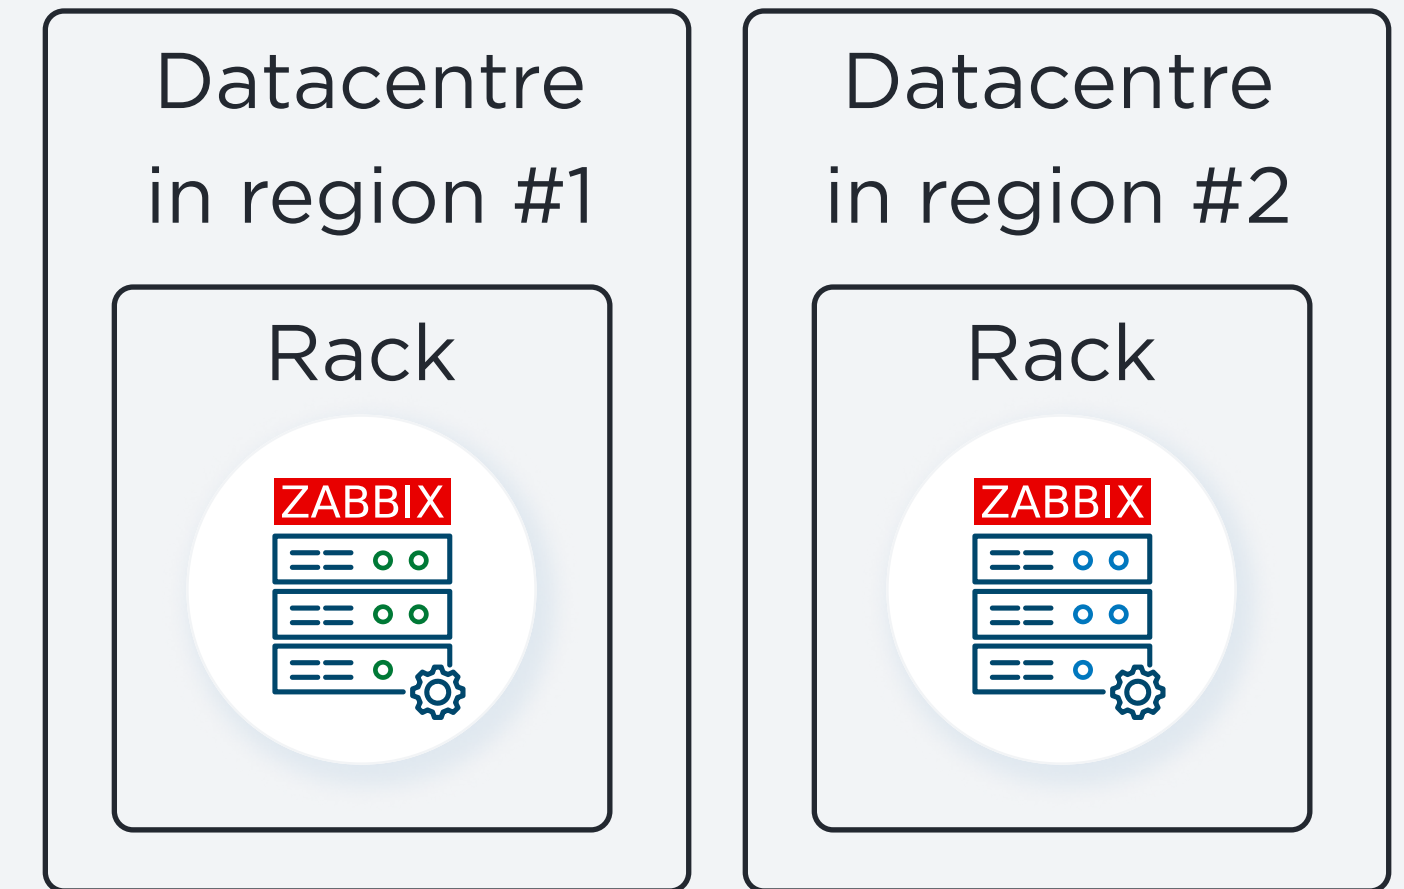 Datacentre
in region #1
Rack
ZABBIX
Datacentre
in region #2
Rack
ZABBIX